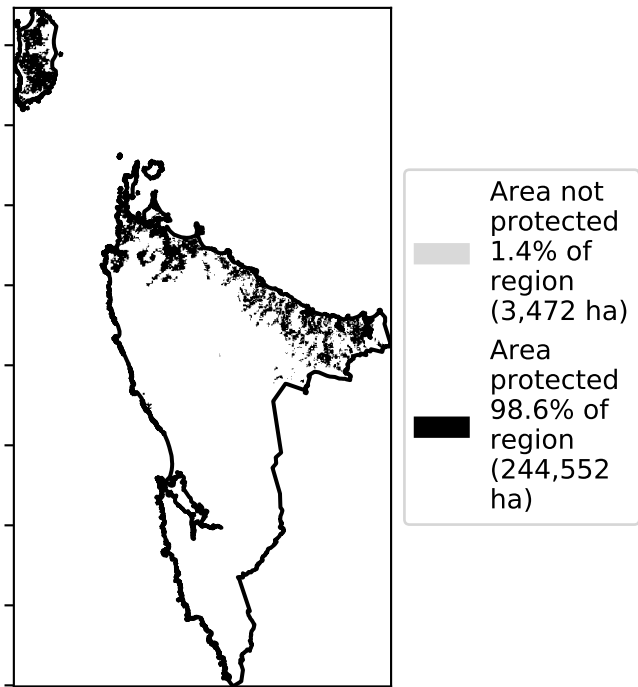 Area not
protected
1.4% of
region
(3,472 ha)
Area
protected
98.6% of
region
(244,552
ha)